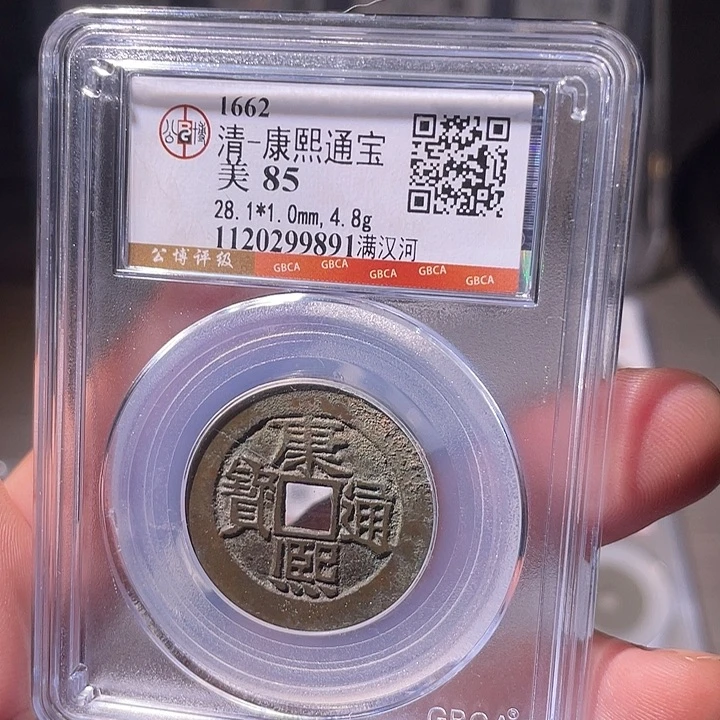 1662
清-康熙通宝
美 85
28.1*1.0mm,4.8g
1120299891满汉河
公博评级 GBCA GBCA GBCA GBCA GBCA
康
寶 通
熙
GBCA®